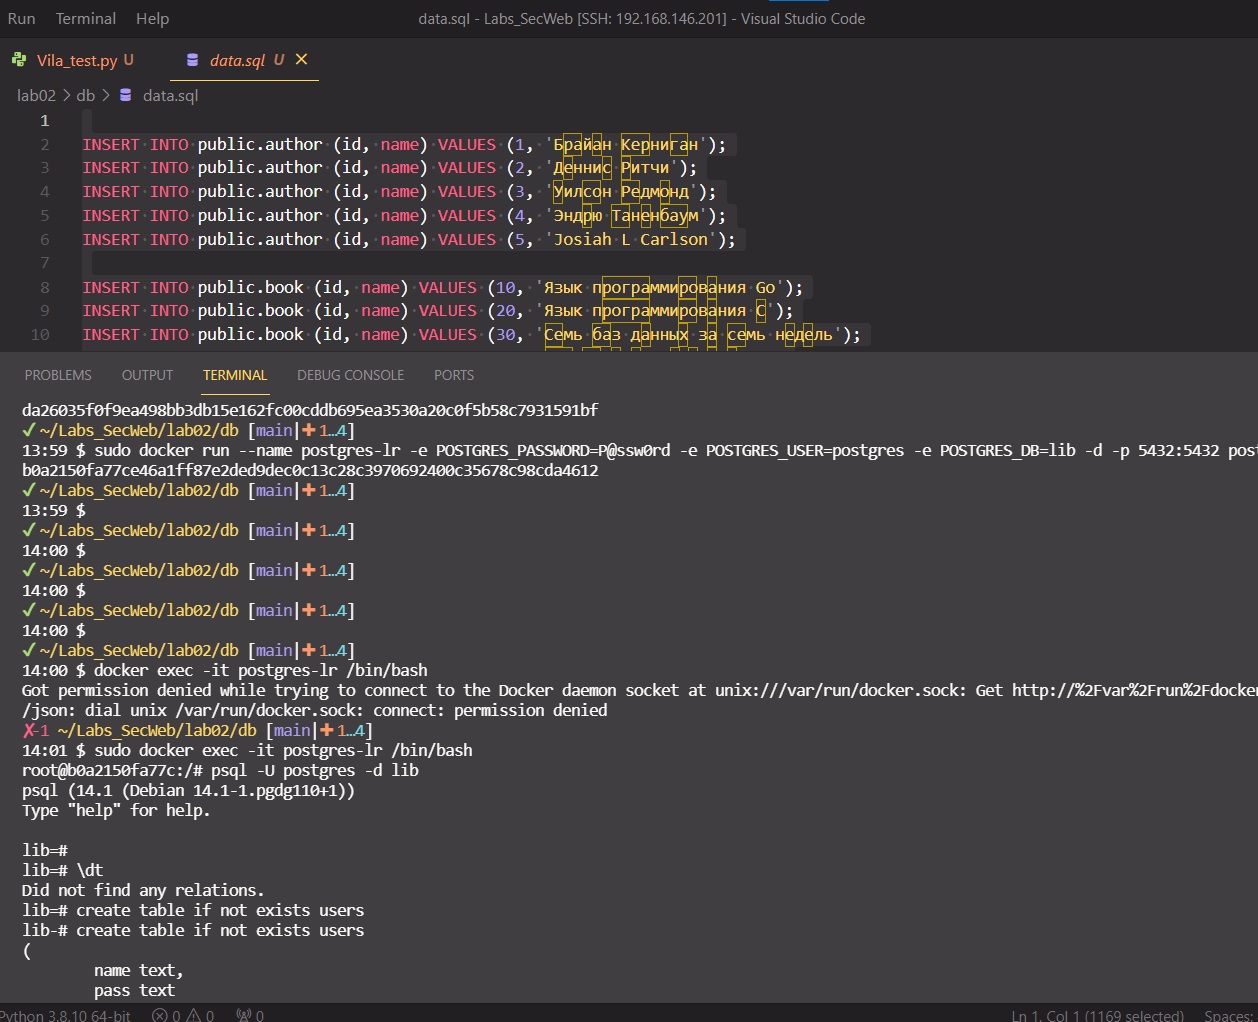 Run Terminal Help data.sql - Labs_SecWeb [SSH: 192.168.146.201] - Visual Studio Code
Vila_test.py U data.sql U
lab02 > db > data.sql
1
2 INSERT INTO public.author (id, name) VALUES (1, 'Брайан Керниган');
3 INSERT INTO public.author (id, name) VALUES (2, 'Деннис Ритчи');
4 INSERT INTO public.author (id, name) VALUES (3, 'Уилсон Редмонд');
5 INSERT INTO public.author (id, name) VALUES (4, 'Эндрю Таненбаум');
6 INSERT INTO public.author (id, name) VALUES (5, 'Josiah L Carlson');
7
8 INSERT INTO public.book (id, name) VALUES (10, 'Язык программирования Go');
9 INSERT INTO public.book (id, name) VALUES (20, 'Язык программирования С');
10 INSERT INTO public.book (id, name) VALUES (30, 'Семь баз данных за семь недель');
PROBLEMS OUTPUT TERMINAL DEBUG CONSOLE PORTS
da26035f0f9ea498bb3db15e162fc00cddb695ea3530a20c0f5b58c7931591bf
✔ ~/Labs_SecWeb/lab02/db [main|✚ 1…4]
13:59 $ sudo docker run --name postgres-lr -e POSTGRES_PASSWORD=P@ssw0rd -e POSTGRES_USER=postgres -e POSTGRES_DB=lib -d -p 5432:5432 post
b0a2150fa77ce46a1ff87e2ded9dec0c13c28c3970692400c35678c98cda4612
✔ ~/Labs_SecWeb/lab02/db [main|✚ 1…4]
13:59 $
✔ ~/Labs_SecWeb/lab02/db [main|✚ 1…4]
14:00 $
✔ ~/Labs_SecWeb/lab02/db [main|✚ 1…4]
14:00 $
✔ ~/Labs_SecWeb/lab02/db [main|✚ 1…4]
14:00 $
✔ ~/Labs_SecWeb/lab02/db [main|✚ 1…4]
14:00 $ docker exec -it postgres-lr /bin/bash
Got permission denied while trying to connect to the Docker daemon socket at unix:///var/run/docker.sock: Get http://%2Fvar%2Frun%2Fdocker
/json: dial unix /var/run/docker.sock: connect: permission denied
✘-1 ~/Labs_SecWeb/lab02/db [main|✚ 1…4]
14:01 $ sudo docker exec -it postgres-lr /bin/bash
root@b0a2150fa77c:/# psql -U postgres -d lib
psql (14.1 (Debian 14.1-1.pgdg110+1))
Type "help" for help.
lib=#
lib=# \dt
Did not find any relations.
lib=# create table if not exists users
lib-# create table if not exists users
(
name text,
pass text
Python 3.8.10 64-bit 0 0 0 Ln 1, Col 1 (1169 selected) Spaces: